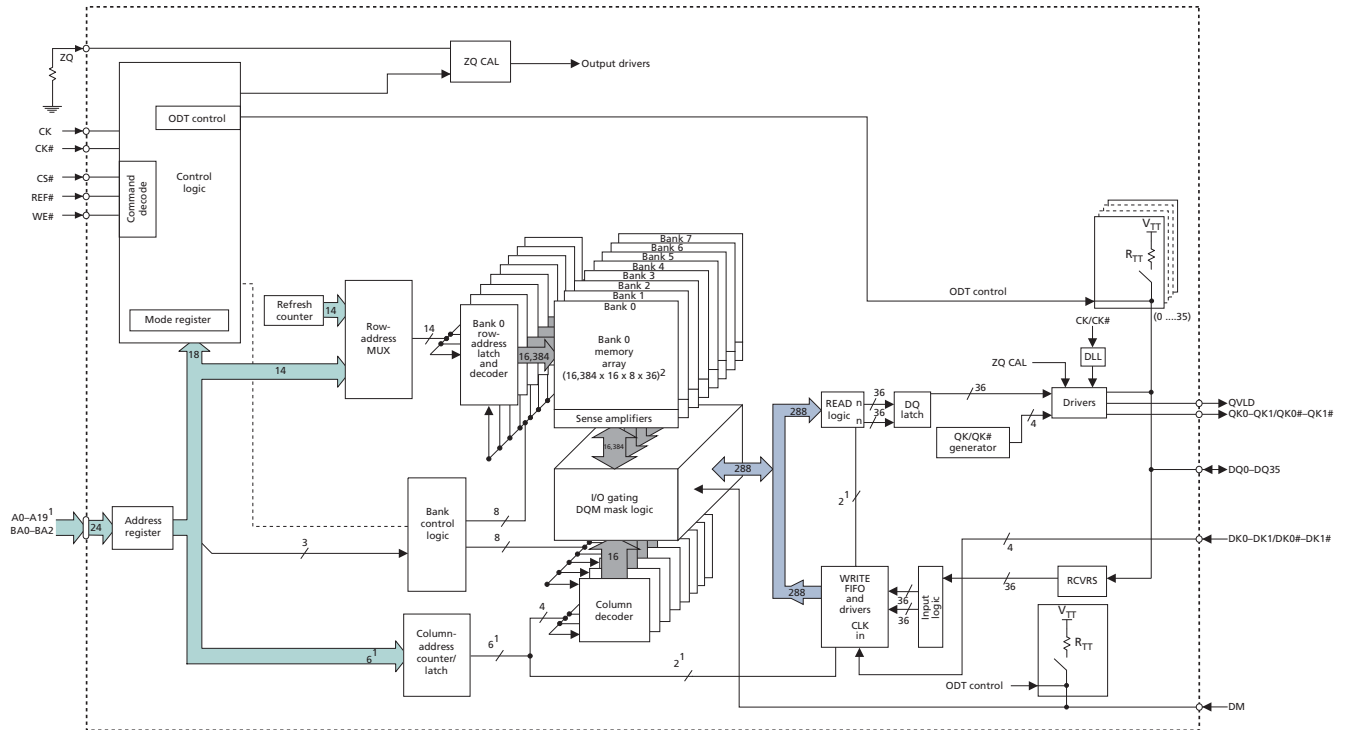 ZQ
ZQ CAL
Output drivers
ODT control
CK
CK#
CS#
REF#
WE#
Command
decode
Control
logic
Mode register
Refresh
counter
14
Row-
address
MUX
14
18
14
Bank 0
row-
address
latch
and
decoder
16,384
Bank 7
Bank 6
Bank 5
Bank 4
Bank 3
Bank 2
Bank 1
Bank 0
Bank 0
memory
array
(16,384 x 16 x 8 x 36)2
Sense amplifiers
16,384
I/O gating
DQM mask logic
16
Column
decoder
288
288
288
READ
logic
n
n
36
36
DQ
latch
36
ODT control
VTT
RTT
(0 ....35)
CK/CK#
DLL
ZQ CAL
Drivers
QK/QK#
generator
4
QVLD
QK0–QK1/QK0#–QK1#
DQ0–DQ35
A0–A191
BA0–BA2
24
Address
register
3
Bank
control
logic
8
8
21
DK0–DK1/DK0#–DK1#
4
WRITE
FIFO
and
drivers
CLK
in
36
36
Input
logic
36
RCVRS
61
Column-
address
counter/
latch
61
4
21
VTT
RTT
ODT control
DM